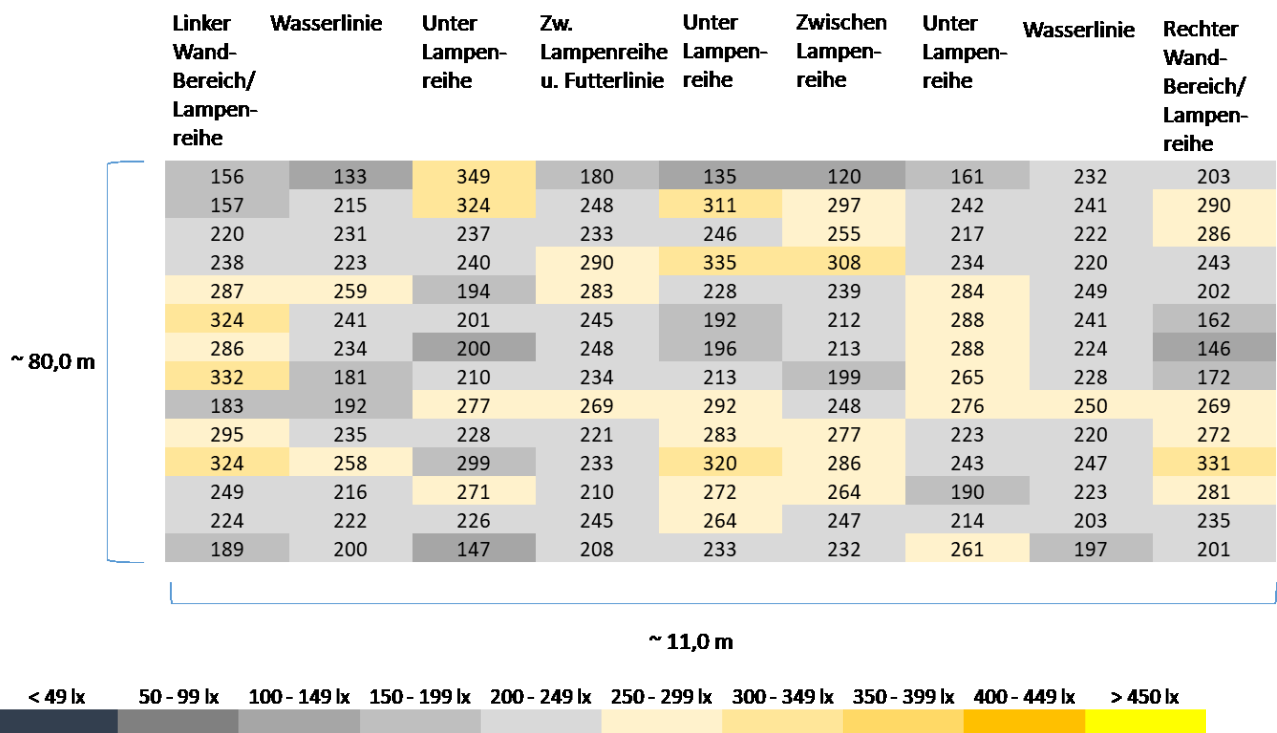 Linker Wand- Bereich/ Lampen- reihe
Wasserlinie
Unter Lampen- reihe
Zw. Lampenreihe u. Futterlinie
Unter Lampen- reihe
Zwischen Lampen- reihe
Unter Lampen- reihe
Wasserlinie
Rechter Wand- Bereich/ Lampen- reihe
156 133 349 180 135 120 161 232 203
157 215 324 248 311 297 242 241 290
220 231 237 233 246 255 217 222 286
238 223 240 290 335 308 234 220 243
287 259 194 283 228 239 284 249 202
324 241 201 245 192 212 288 241 162
286 234 200 248 196 213 288 224 146
332 181 210 234 213 199 265 228 172
183 192 277 269 292 248 276 250 269
295 235 228 221 283 277 223 220 272
324 258 299 233 320 286 243 247 331
249 216 271 210 272 264 190 223 281
224 222 226 245 264 247 214 203 235
189 200 147 208 233 232 261 197 201
~ 80,0 m
~ 11,0 m
< 49 lx 50 - 99 lx 100 - 149 lx 150 - 199 lx 200 - 249 lx 250 - 299 lx 300 - 349 lx 350 - 399 lx 400 - 449 lx > 450 lx